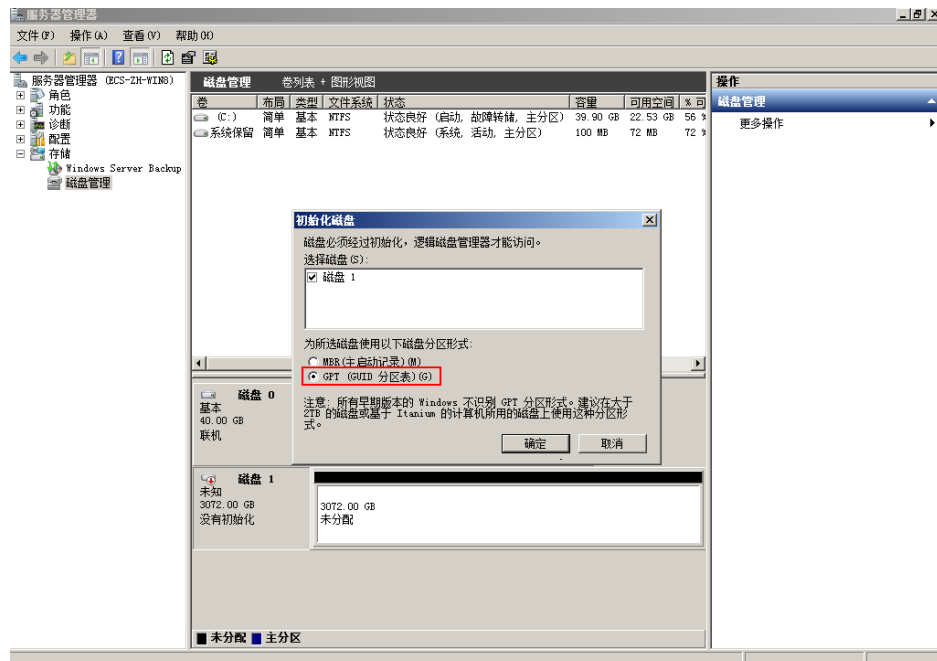 服务器管理器
文件(F) 操作(A) 查看(V) 帮助(H)
服务器管理器 (ECS-ZH-WIN8)
角色
功能
诊断
配置
存储
Windows Server Backup
磁盘管理
磁盘管理 卷列表 + 图形视图
卷 布局 类型 文件系统 状态 容量 可用空间 % 可
(C:) 简单 基本 NTFS 状态良好 (启动, 故障转储, 主分区) 39.90 GB 22.53 GB 56 %
系统保留 简单 基本 NTFS 状态良好 (系统, 活动, 主分区) 100 MB 72 MB 72 %
初始化磁盘
磁盘必须经过初始化，逻辑磁盘管理器才能访问。
选择磁盘(S):
磁盘 1
为所选磁盘使用以下磁盘分区形式:
MBR(主启动记录)(M)
GPT (GUID 分区表)(G)
注意: 所有早期版本的 Windows 不识别 GPT 分区形式。建议在大于
2TB 的磁盘或基于 Itanium 的计算机所用的磁盘上使用这种分区形
式。
确定 取消
磁盘 0
基本
40.00 GB
联机
磁盘 1
未知
3072.00 GB
没有初始化
3072.00 GB
未分配
未分配 主分区
操作
磁盘管理
更多操作